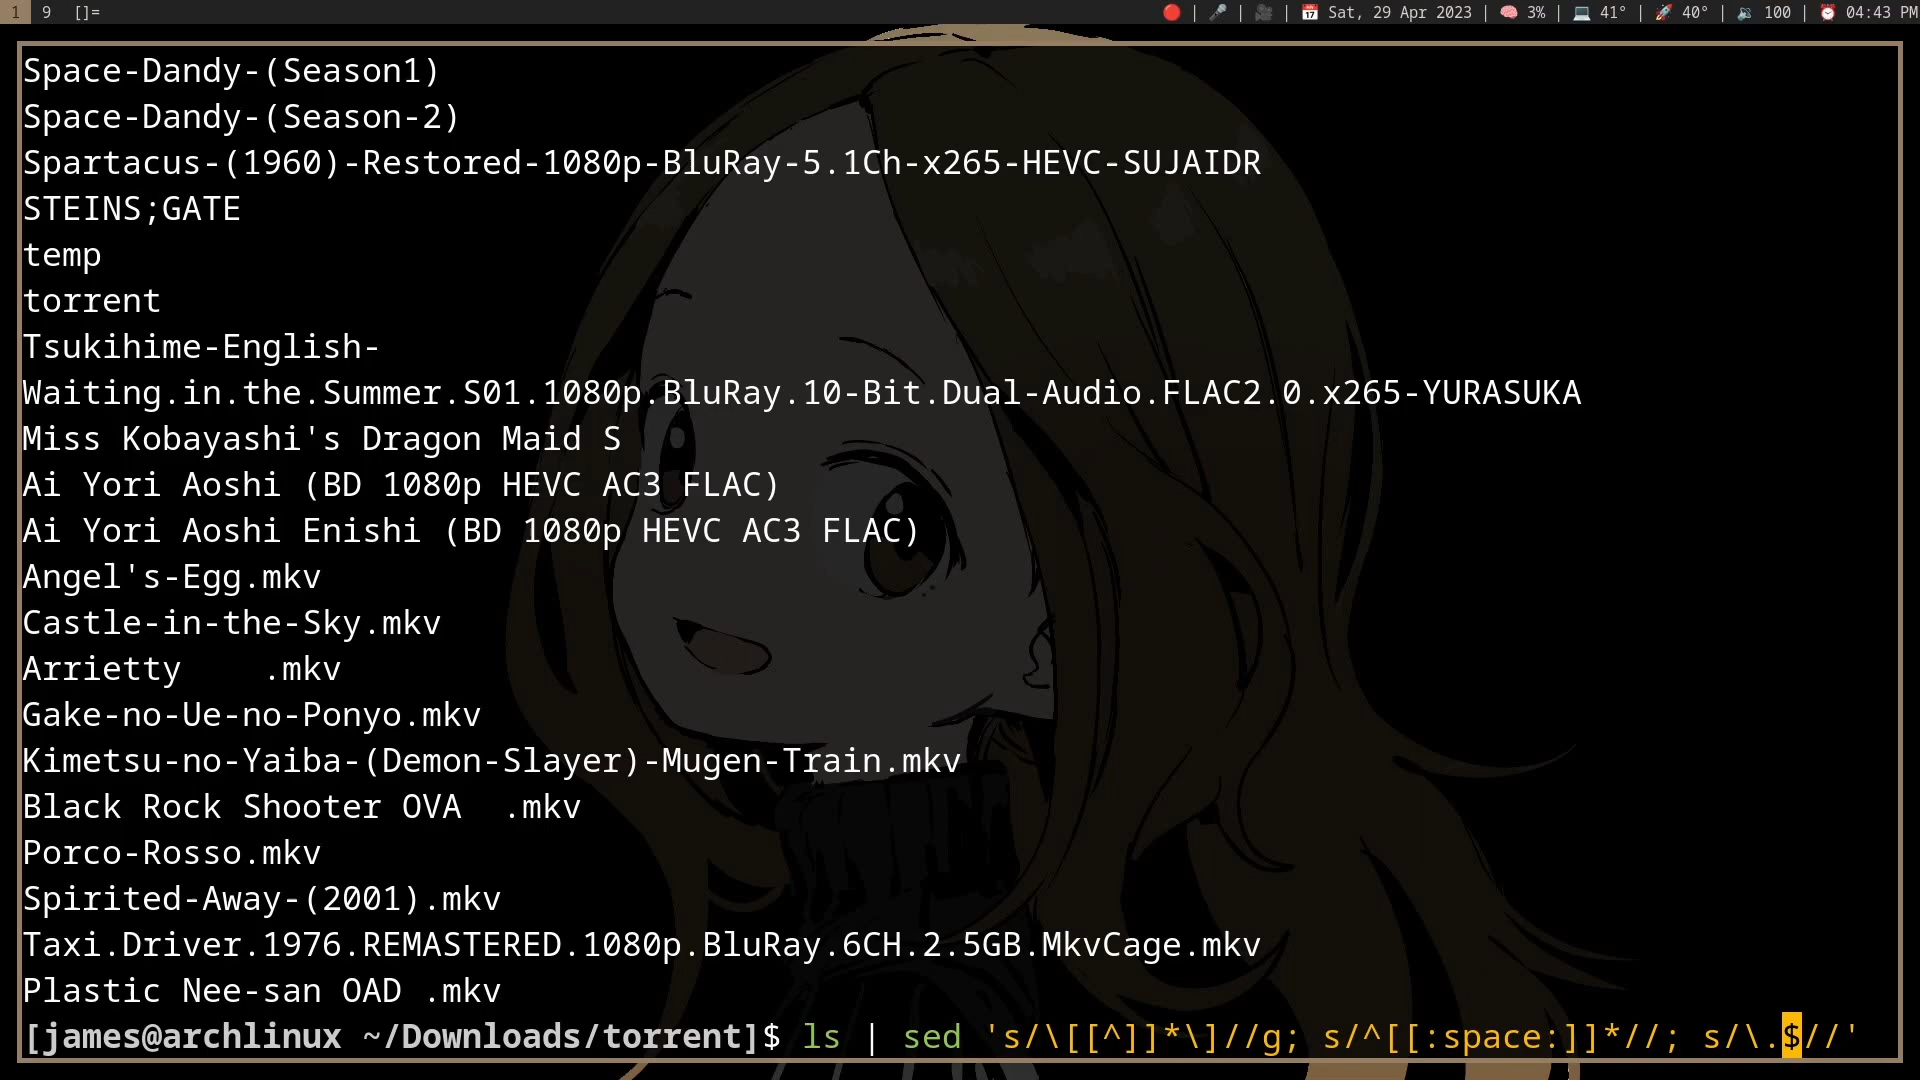 1 9 []= 🔴 | 🎤 | 🎥 | 📅 Sat, 29 Apr 2023 | 🧠 3% | 💻 41° | 🚀 40° | 🔉 100 | ⏰ 04:43 PM
Space-Dandy-(Season1)
Space-Dandy-(Season-2)
Spartacus-(1960)-Restored-1080p-BluRay-5.1Ch-x265-HEVC-SUJAIDR
STEINS;GATE
temp
torrent
Tsukihime-English-
Waiting.in.the.Summer.S01.1080p.BluRay.10-Bit.Dual-Audio.FLAC2.0.x265-YURASUKA
Miss Kobayashi's Dragon Maid S
Ai Yori Aoshi (BD 1080p HEVC AC3 FLAC)
Ai Yori Aoshi Enishi (BD 1080p HEVC AC3 FLAC)
Angel's-Egg.mkv
Castle-in-the-Sky.mkv
Arrietty    .mkv
Gake-no-Ue-no-Ponyo.mkv
Kimetsu-no-Yaiba-(Demon-Slayer)-Mugen-Train.mkv
Black Rock Shooter OVA  .mkv
Porco-Rosso.mkv
Spirited-Away-(2001).mkv
Taxi.Driver.1976.REMASTERED.1080p.BluRay.6CH.2.5GB.MkvCage.mkv
Plastic Nee-san OAD .mkv
[james@archlinux ~/Downloads/torrent]$ ls | sed 's/\[[^]]*\]//g; s/^[[:space:]]*//; s/\.$//'